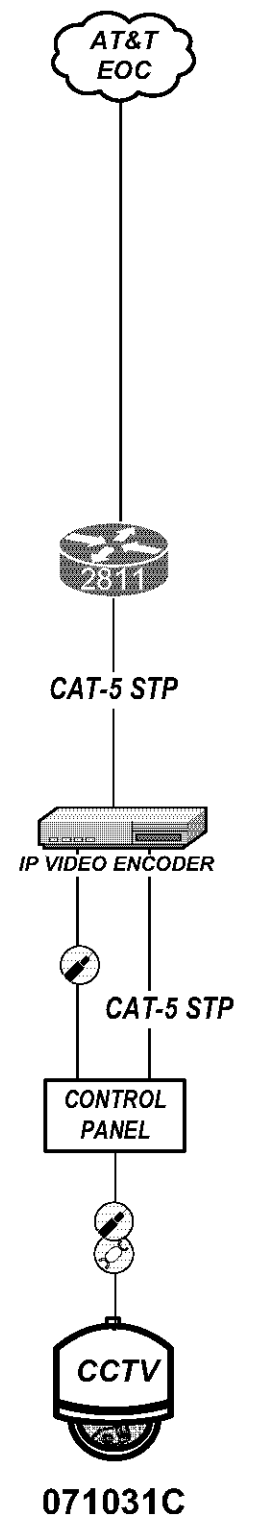 AT&T
EOC
2811
CAT-5 STP
IP VIDEO ENCODER
CAT-5 STP
CONTROL
PANEL
CCTV
071031C